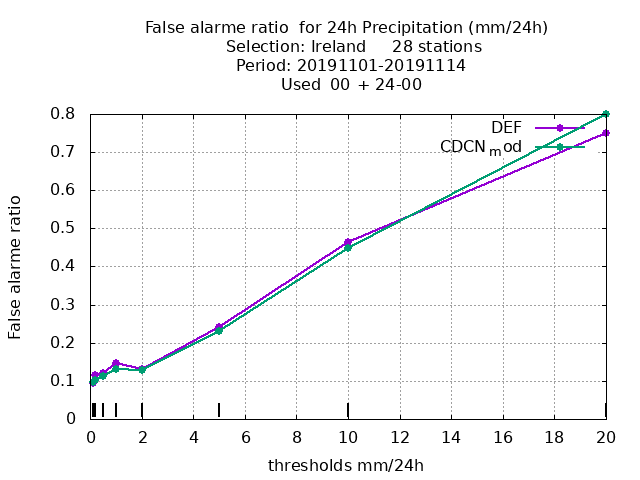 False alarme ratio  for 24h Precipitation (mm/24h)
Selection: Ireland     28 stations
Period: 20191101-20191114
Used  00 + 24-00
DEF
CDCN_mod
False alarme ratio
0.8
0.7
0.6
0.5
0.4
0.3
0.2
0.1
0
0 2 4 6 8 10 12 14 16 18 20
thresholds mm/24h